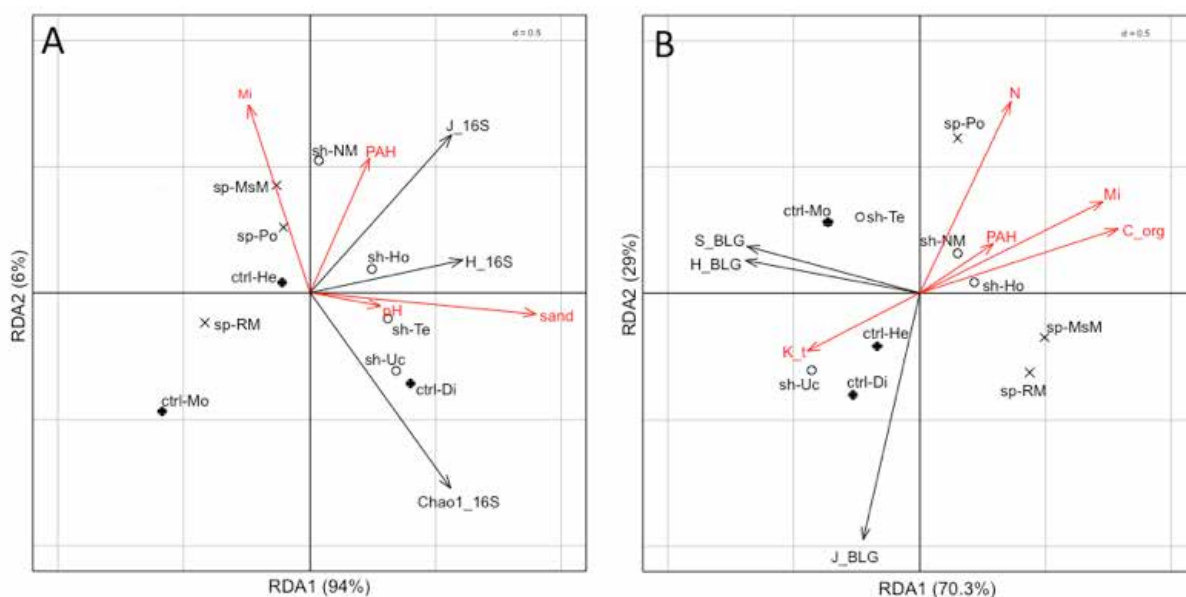 A
d = 0.5
Mi
J_16S
sh-NM
PAH
sp-MsM
sp-Po
sh-Ho
H_16S
ctrl-He
pH
sand
sp-RM
sh-Te
sh-Uc
ctrl-Di
ctrl-Mo
Chao1_16S
RDA2 (6%)
RDA1 (94%)
B
d = 0.5
N
sp-Po
Mi
ctrl-Mo
sh-Te
C_org
S_BLG
sh-NM
PAH
H_BLG
sh-Ho
ctrl-He
sp-MsM
K_t
sh-Uc
ctrl-Di
sp-RM
J_BLG
RDA2 (29%)
RDA1 (70.3%)